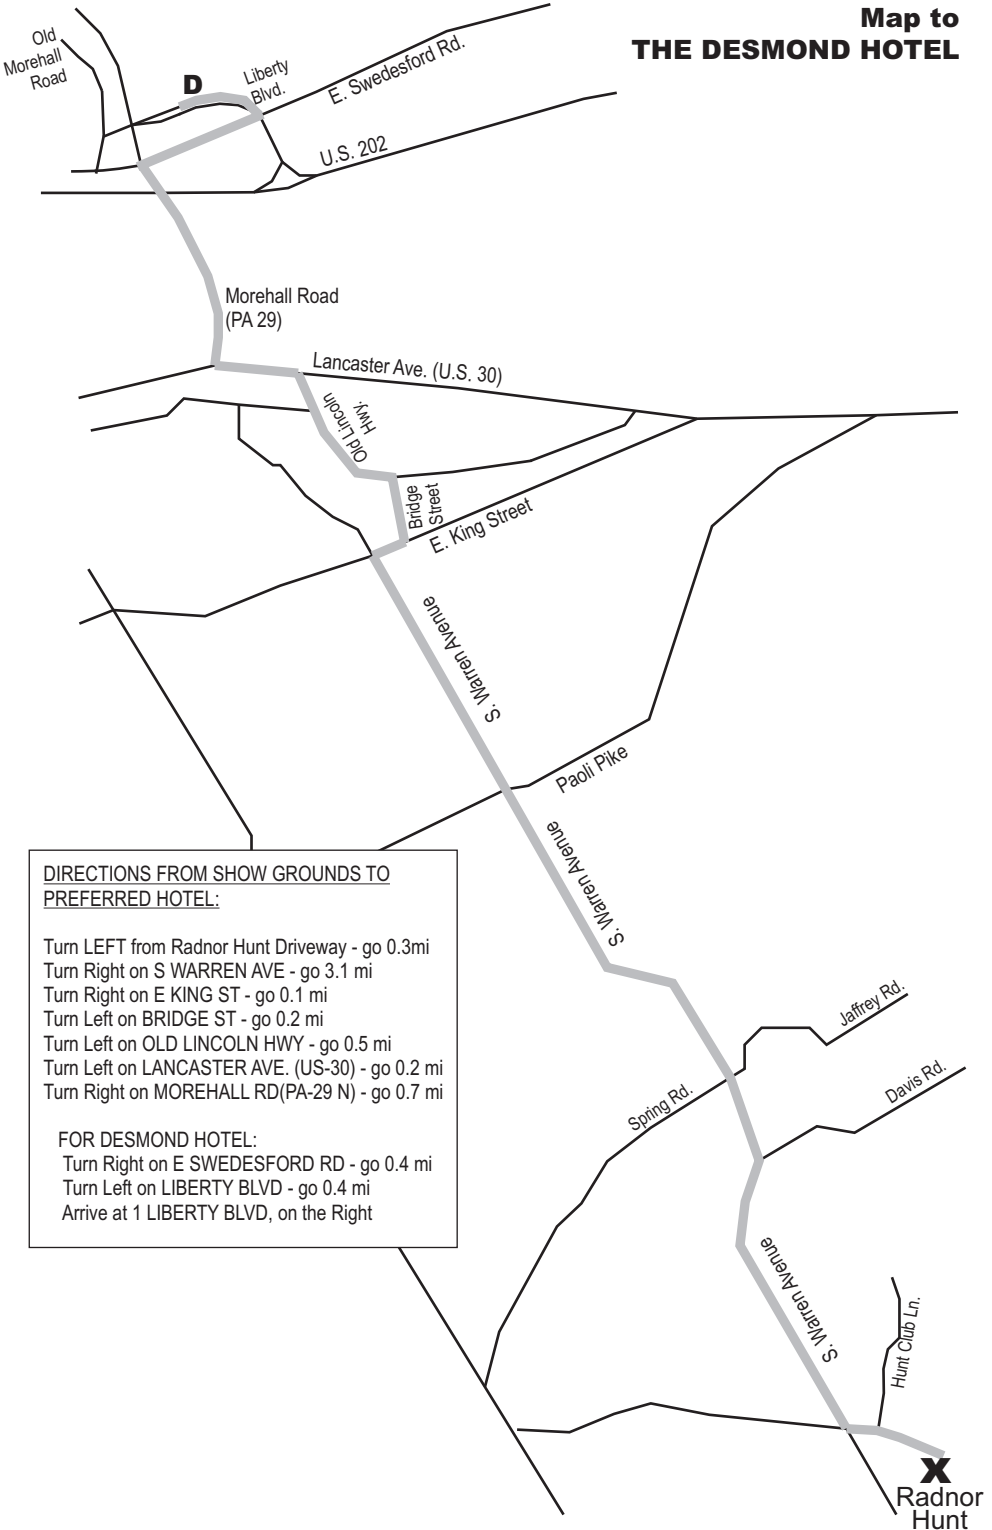 Map to
THE DESMOND HOTEL
Old
Morehall
Road
D
Liberty
Blvd.
E. Swedesford Rd.
U.S. 202
Morehall Road
(PA 29)
Lancaster Ave. (U.S. 30)
Old Lincoln
Hwy.
Bridge
Street
E. King Street
S. Warren Avenue
Paoli Pike
S. Warren Avenue
DIRECTIONS FROM SHOW GROUNDS TO
PREFERRED HOTEL:
Turn LEFT from Radnor Hunt Driveway - go 0.3mi
Turn Right on S WARREN AVE - go 3.1 mi
Turn Right on E KING ST - go 0.1 mi
Turn Left on BRIDGE ST - go 0.2 mi
Turn Left on OLD LINCOLN HWY - go 0.5 mi
Turn Left on LANCASTER AVE. (US-30) - go 0.2 mi
Turn Right on MOREHALL RD(PA-29 N) - go 0.7 mi
FOR DESMOND HOTEL:
Turn Right on E SWEDESFORD RD - go 0.4 mi
Turn Left on LIBERTY BLVD - go 0.4 mi
Arrive at 1 LIBERTY BLVD, on the Right
Jaffrey Rd.
Spring Rd.
Davis Rd.
S. Warren Avenue
Hunt Club Ln.
X
Radnor
Hunt